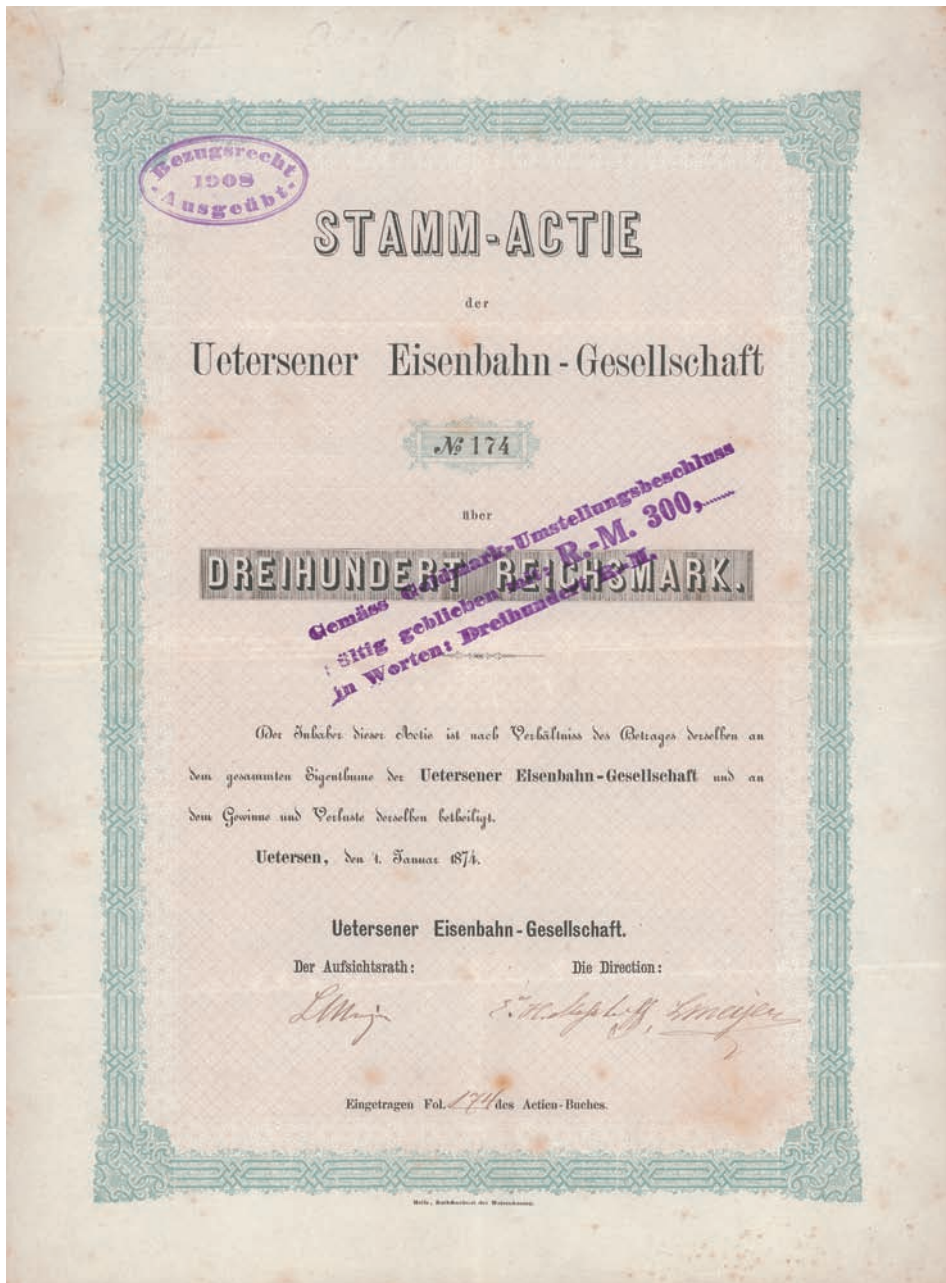 Bezugsrecht
1908
Ausgeübt
STAMM-ACTIE
der
Uetersener Eisenbahn-Gesellschaft
№ 174
über
DREIHUNDERT REICHSMARK.
Gemäss Goldmark-Umstellungsbeschluss
gültig geblieben R.-M. 300,—
in Worten: Dreihundert R.-M.
Der Inhaber dieser Actie ist nach Verhältniss des Betrages derselben an
dem gesammten Eigenthume der Uetersener Eisenbahn-Gesellschaft und an
dem Gewinne und Verluste derselben betheiligt.
Uetersen, den 1. Januar 1874.
Uetersener Eisenbahn-Gesellschaft.
Der Aufsichtsrath: Die Direction:
Eingetragen Fol. 174 des Actien-Buches.